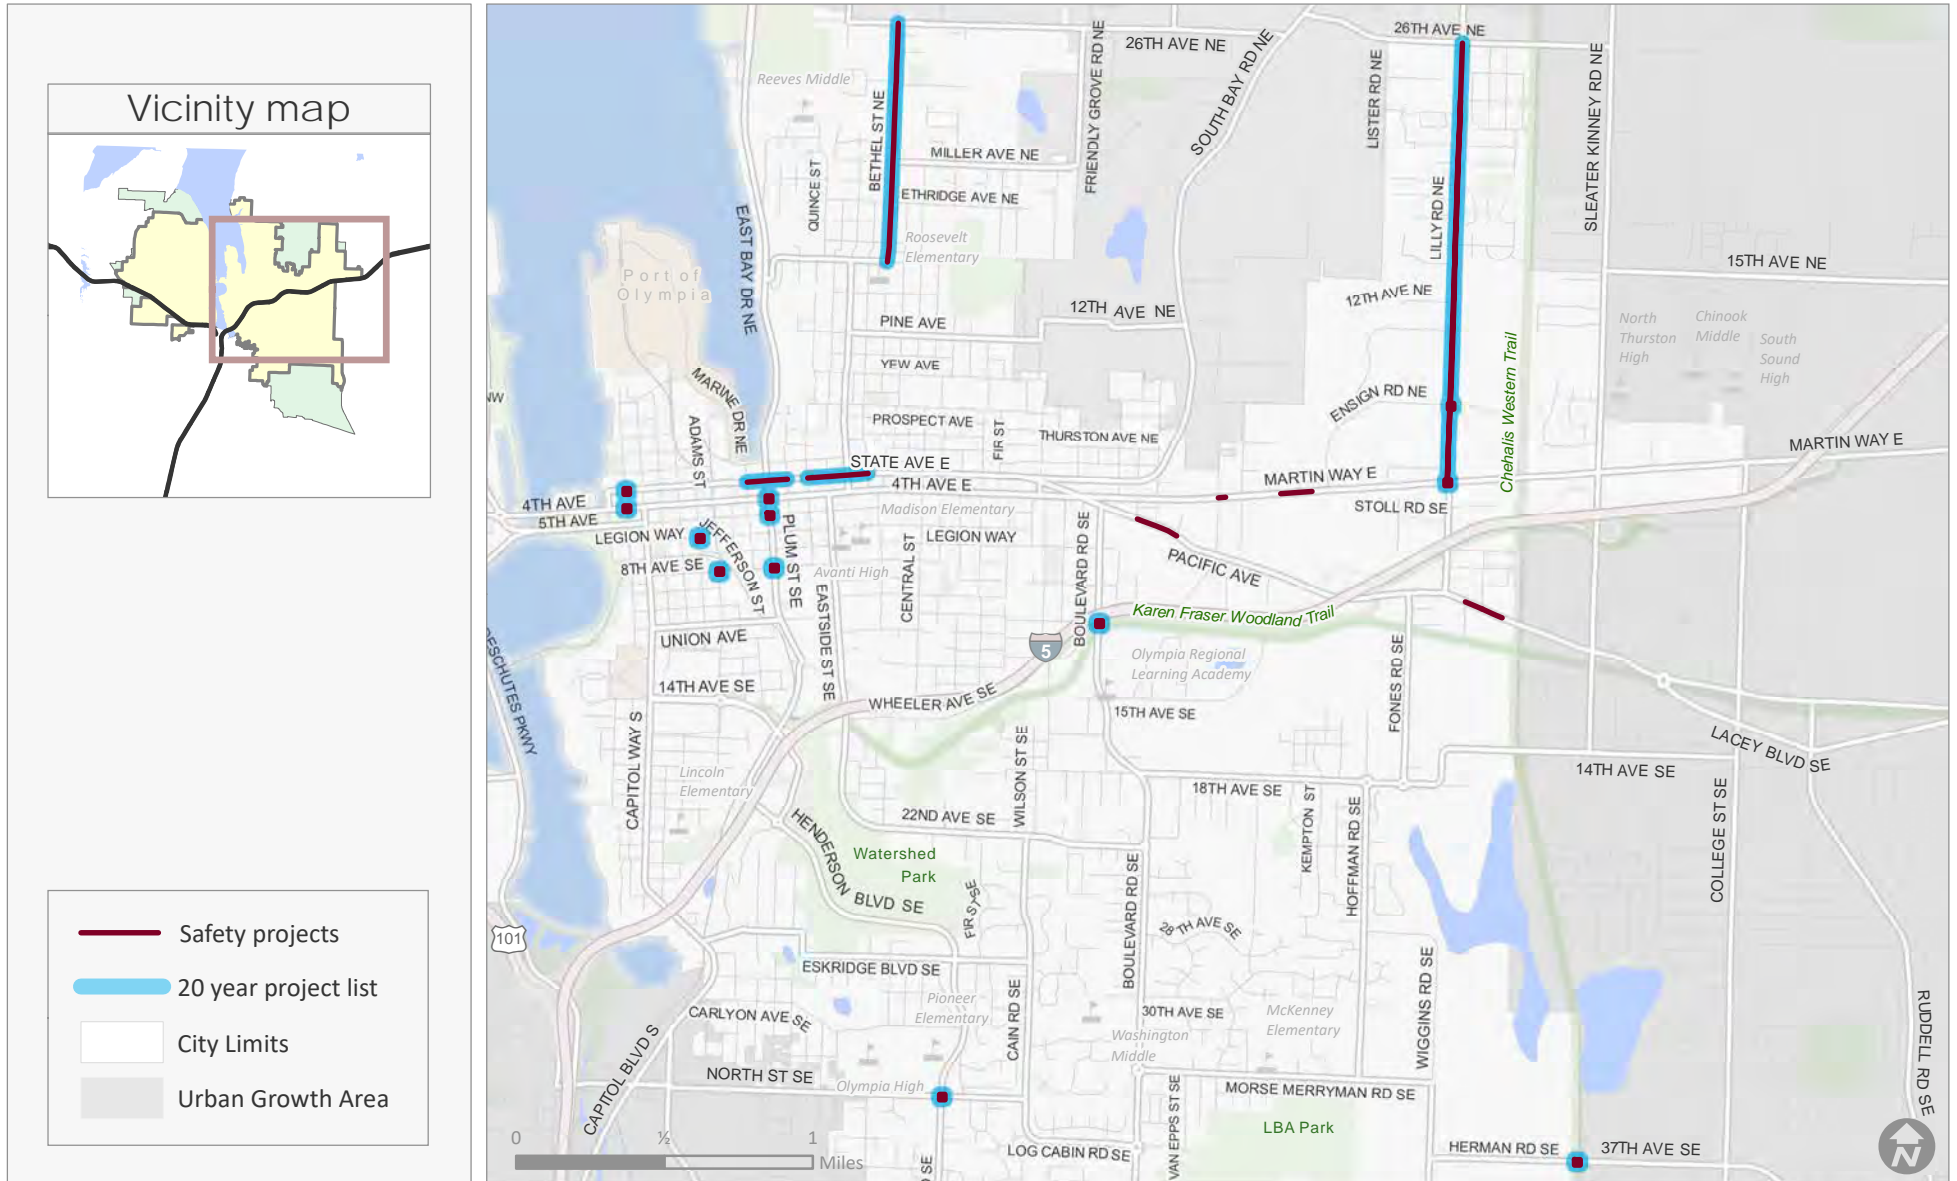 Vicinity map
Safety projects
20 year project list
City Limits
Urban Growth Area
26TH AVE NE
26TH AVE NE
Reeves Middle
BETHEL ST NE
QUINCE ST
MILLER AVE NE
ETHRIDGE AVE NE
FRIENDLY GROVE RD NE
SOUTH BAY RD NE
LISTER RD NE
LILLY RD NE
SLEATER KINNEY RD NE
EAST BAY DR NE
Roosevelt
Elementary
Port of
Olympia
15TH AVE NE
12TH AVE NE
12TH AVE NE
PINE AVE
YEW AVE
North
Thurston
High
Chinook
Middle
South
Sound
High
Chehalis Western Trail
NW
MARINE DR NE
ADAMS ST
PROSPECT AVE
FIR ST
THURSTON AVE NE
ENSIGN RD NE
MARTIN WAY E
MARTIN WAY E
STATE AVE E
4TH AVE E
4TH AVE
5TH AVE
Madison Elementary
STOLL RD SE
LEGION WAY
LEGION WAY
JEFFERSON ST
PLUM ST SE
8TH AVE SE
Avanti High
CENTRAL ST
EASTSIDE ST SE
BOULEVARD RD SE
PACIFIC AVE
Karen Fraser Woodland Trail
UNION AVE
5
Olympia Regional
Learning Academy
FONES RD SE
14TH AVE SE
WHEELER AVE SE
15TH AVE SE
DESCHUTES PKWY
CAPITOL WAY S
WILSON ST SE
LACEY BLVD SE
14TH AVE SE
Lincoln
Elementary
18TH AVE SE
KEMPTON ST
HOFFMAN RD SE
COLLEGE ST SE
22ND AVE SE
HENDERSON
BLVD SE
Watershed
Park
FIR ST SE
BOULEVARD RD SE
28TH AVE SE
101
ESKRIDGE BLVD SE
WIGGINS RD SE
CARLYON AVE SE
Pioneer
Elementary
CAIN RD SE
30TH AVE SE
McKenney
Elementary
Washington
Middle
RUDDELL RD SE
CAPITOL BLVD S
NORTH ST SE
Olympia High
MORSE MERRYMAN RD SE
VAN EPPS ST SE
LBA Park
LOG CABIN RD SE
HERMAN RD SE
37TH AVE SE
D SE
0
½
1
Miles
N